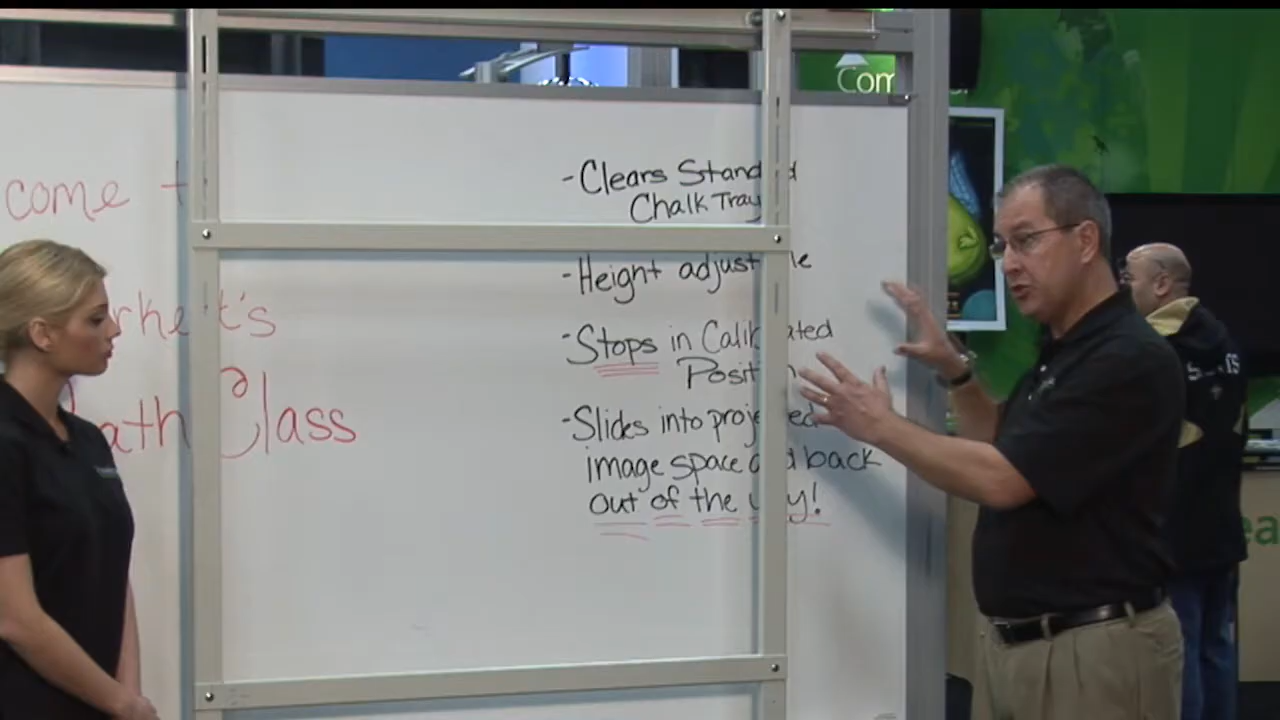 come
rke t's
ath Class
- Clears Stand d
Chalk Tray
- Height adjust le
- Stops in Calib ated
Posit n
- Slides into proje ed
image space a d back
out of the w y!
Com